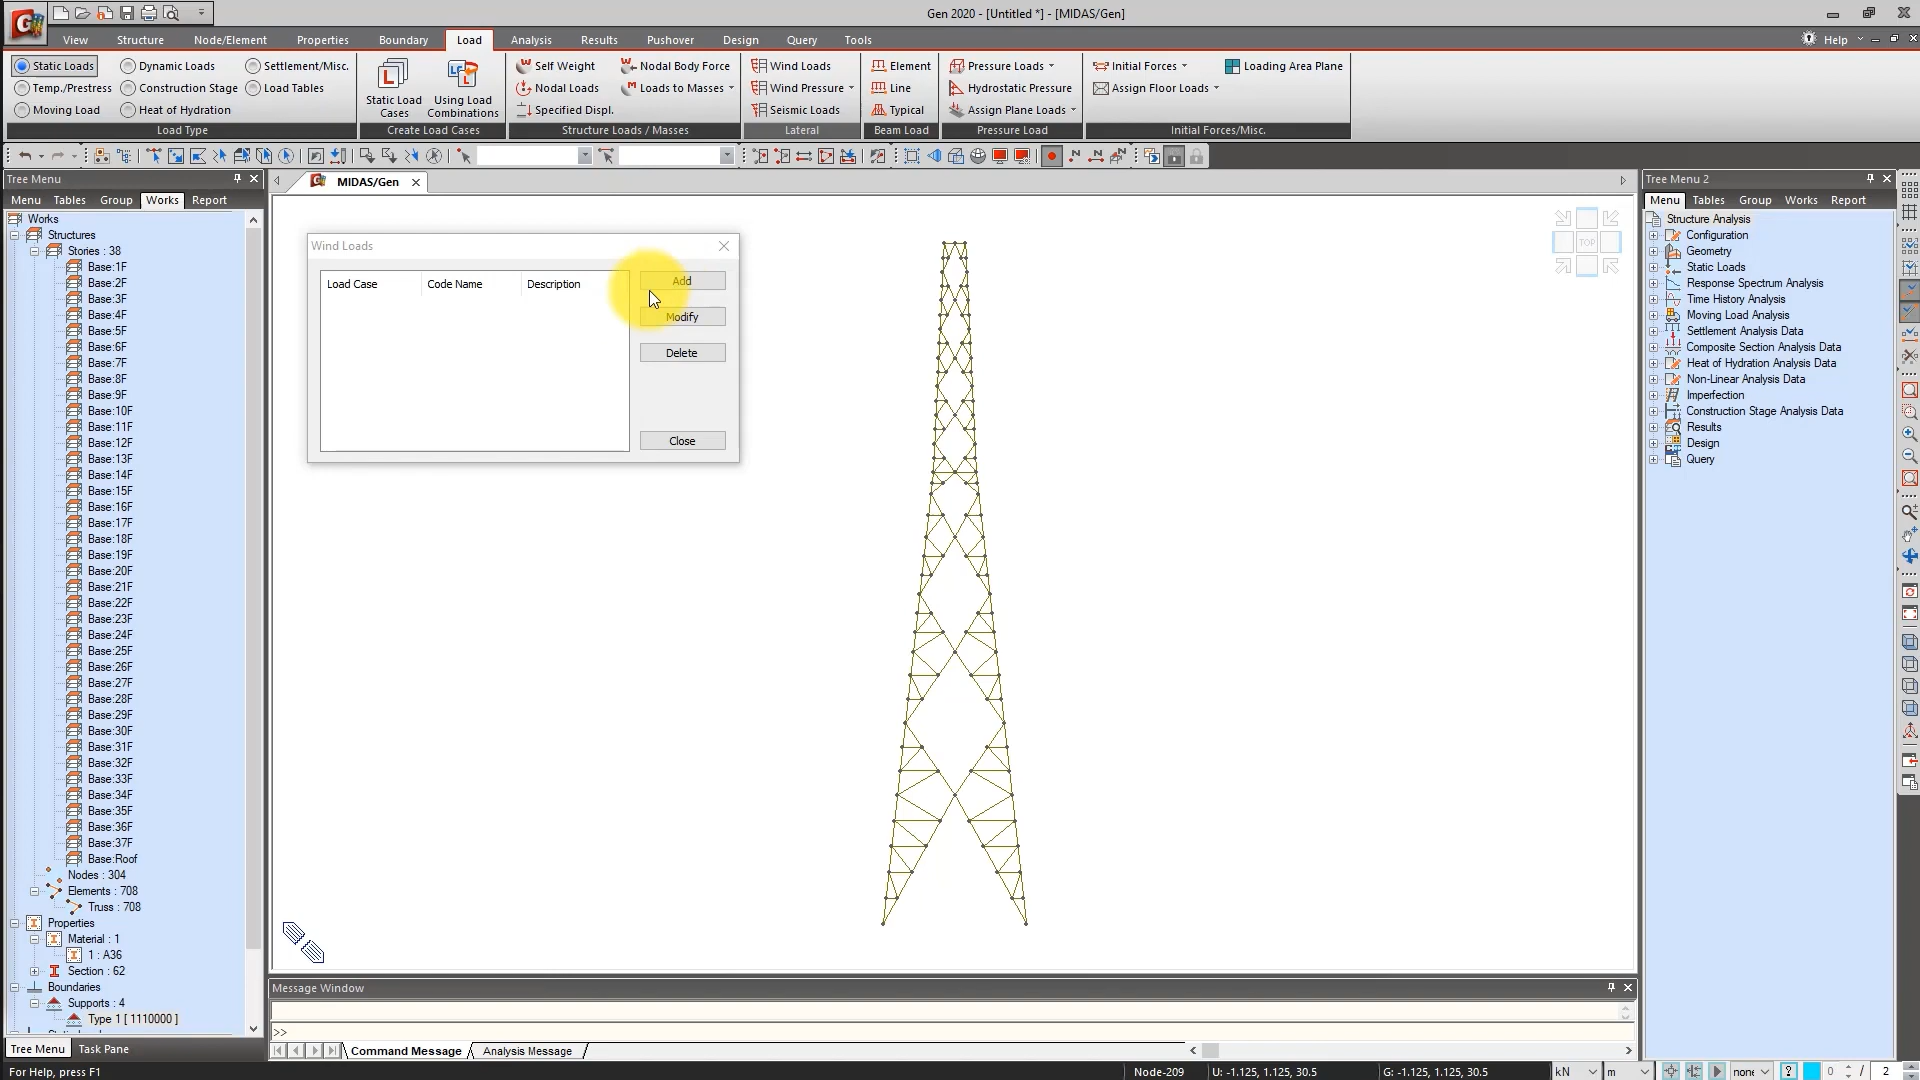 Gen 2020 - [Untitled *] - [MIDAS/Gen]
View Structure Node/Element Properties Boundary Load Analysis Results Pushover Design Query Tools Help
Static Loads Dynamic Loads Settlement/Misc.
Temp./Prestress Construction Stage Load Tables
Moving Load Heat of Hydration
Load Type
Static Load Cases
Using Load Combinations
Create Load Cases
Self Weight Nodal Body Force
Nodal Loads Loads to Masses
Specified Displ.
Structure Loads / Masses
Wind Loads
Wind Pressure
Seismic Loads
Lateral
Element
Line
Typical
Beam Load
Pressure Loads
Hydrostatic Pressure
Assign Plane Loads
Pressure Load
Initial Forces Loading Area Plane
Assign Floor Loads
Initial Forces/Misc.
Tree Menu
Menu Tables Group Works Report
Works
Structures
Stories : 38
Base:1F
Base:2F
Base:3F
Base:4F
Base:5F
Base:6F
Base:7F
Base:8F
Base:9F
Base:10F
Base:11F
Base:12F
Base:13F
Base:14F
Base:15F
Base:16F
Base:17F
Base:18F
Base:19F
Base:20F
Base:21F
Base:22F
Base:23F
Base:24F
Base:25F
Base:26F
Base:27F
Base:28F
Base:29F
Base:30F
Base:31F
Base:32F
Base:33F
Base:34F
Base:35F
Base:36F
Base:37F
Base:Roof
Nodes : 304
Elements : 708
Truss : 708
Properties
Material : 1
1 : A36
Section : 62
Boundaries
Supports : 4
Type 1 [ 1110000 ]
Tree Menu Task Pane
MIDAS/Gen
Wind Loads
Load Case Code Name Description
Add
Modify
Delete
Close
TOP
Message Window
>>
Command Message Analysis Message
Tree Menu 2
Menu Tables Group Works Report
Structure Analysis
Configuration
Geometry
Static Loads
Response Spectrum Analysis
Time History Analysis
Moving Load Analysis
Settlement Analysis Data
Composite Section Analysis Data
Heat of Hydration Analysis Data
Non-Linear Analysis Data
Imperfection
Construction Stage Analysis Data
Results
Design
Query
For Help, press F1 Node-209 U: -1.125, 1.125, 30.5 G: -1.125, 1.125, 30.5 kN m none ? 0 / 2